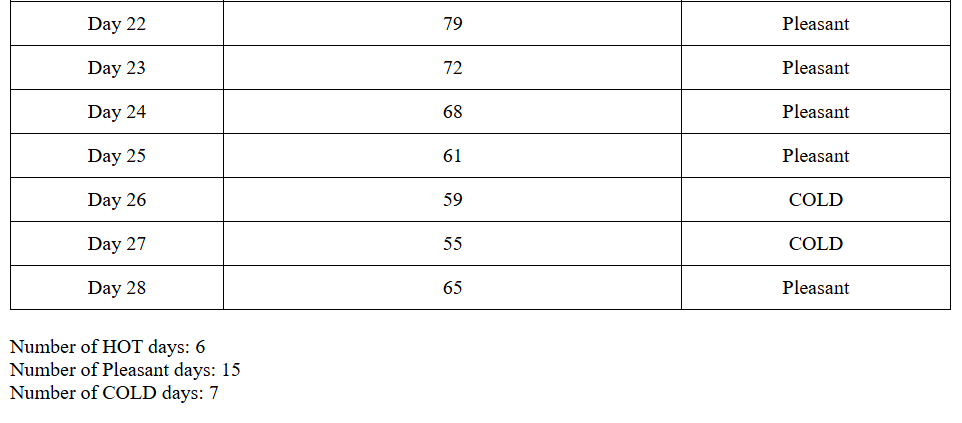 Day 22 79 Pleasant
Day 23 72 Pleasant
Day 24 68 Pleasant
Day 25 61 Pleasant
Day 26 59 COLD
Day 27 55 COLD
Day 28 65 Pleasant
Number of HOT days: 6
Number of Pleasant days: 15
Number of COLD days: 7